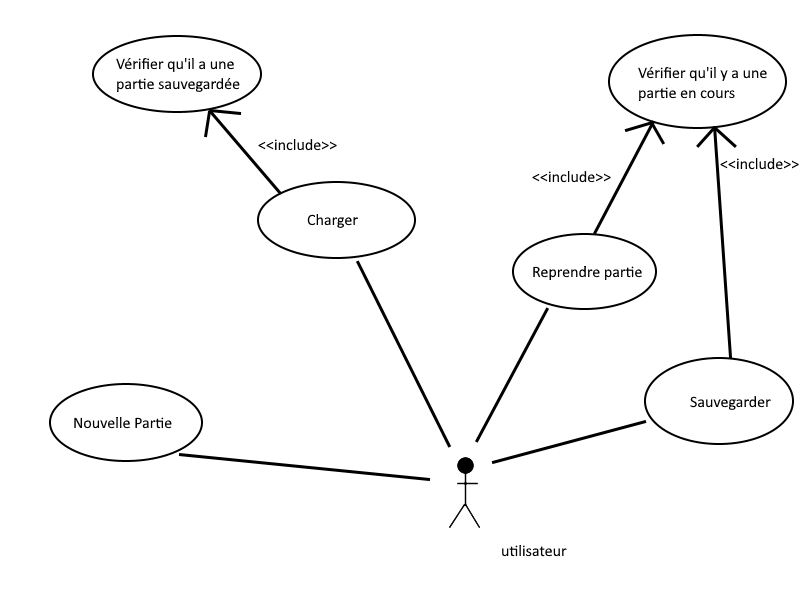 Vérifier qu'il a une
partie sauvegardée
Vérifier qu'il y a une
partie en cours
<<include>>
<<include>>
<<include>>
Charger
Reprendre partie
Sauvegarder
Nouvelle Partie
utilisateur